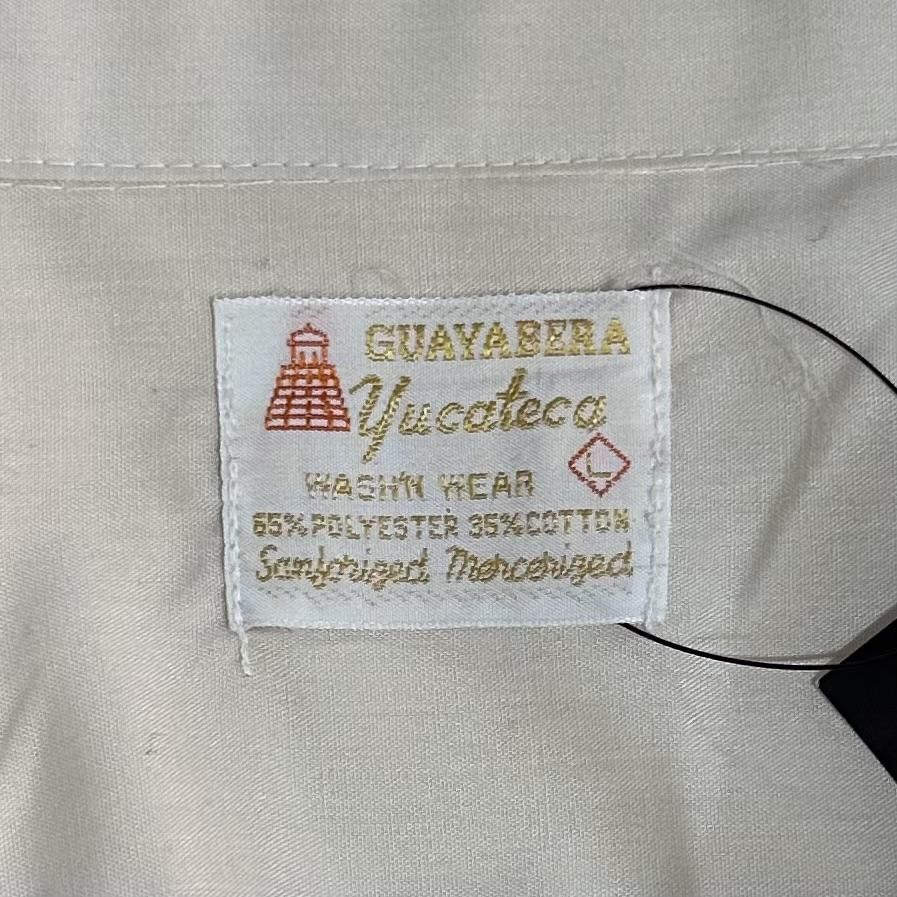 GUAYABERA
Yucateca
L
WASH'N WEAR
65% POLYESTER 35% COTTON
Sanforized Mercerized